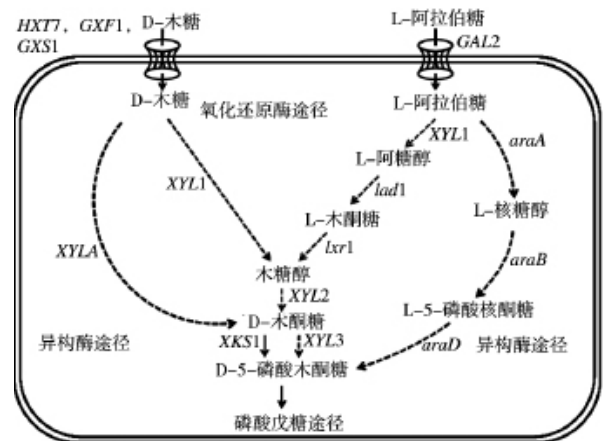 HXT7, GXF1, D-木糖
GXS1
L-阿拉伯糖
GAL2
D-木糖
氧化还原酶途径
L-阿拉伯糖
XYL1
araA
L-阿糖醇
XYL1
lad1
L-木酮糖
L-核糖醇
XYLA
lxr1
木糖醇
araB
XYL2
D-木酮糖
L-5-磷酸核酮糖
异构酶途径
XKS1
XYL3
araD
异构酶途径
D-5-磷酸木酮糖
磷酸戊糖途径